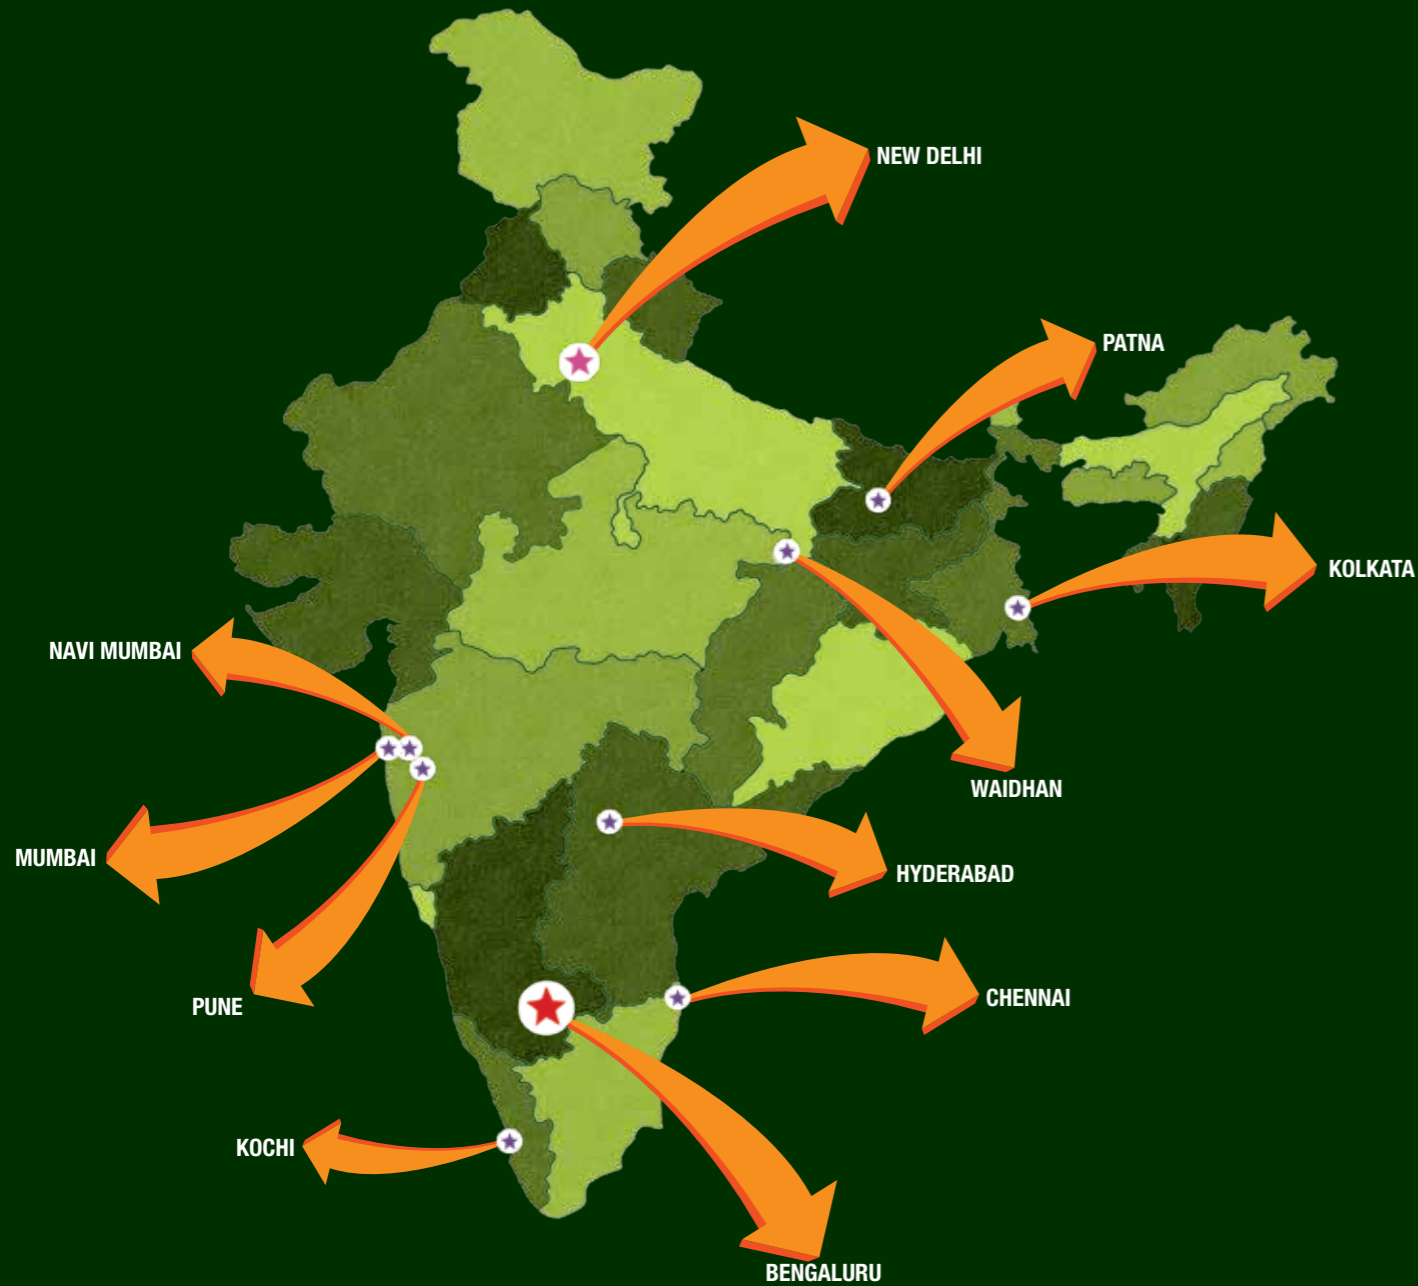 NEW DELHI
PATNA
KOLKATA
NAVI MUMBAI
WAIDHAN
MUMBAI
HYDERABAD
CHENNAI
PUNE
KOCHI
BENGALURU